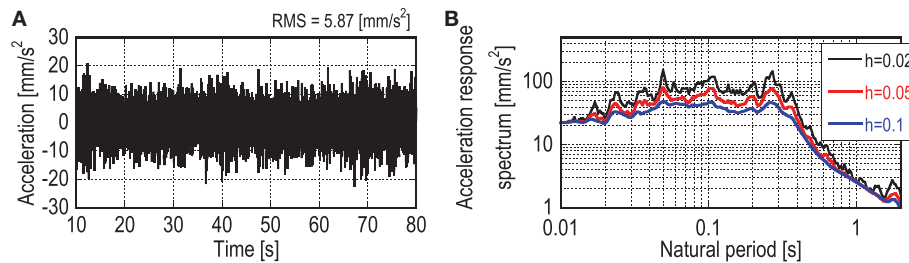 A
RMS = 5.87 [mm/s²]
Acceleration [mm/s²]
30
20
10
0
-10
-20
-30
10 20 30 40 50 60 70 80
Time [s]
B
Acceleration response
spectrum [mm/s²]
100
10
1
h=0.02
h=0.05
h=0.1
0.01 0.1 1
Natural period [s]